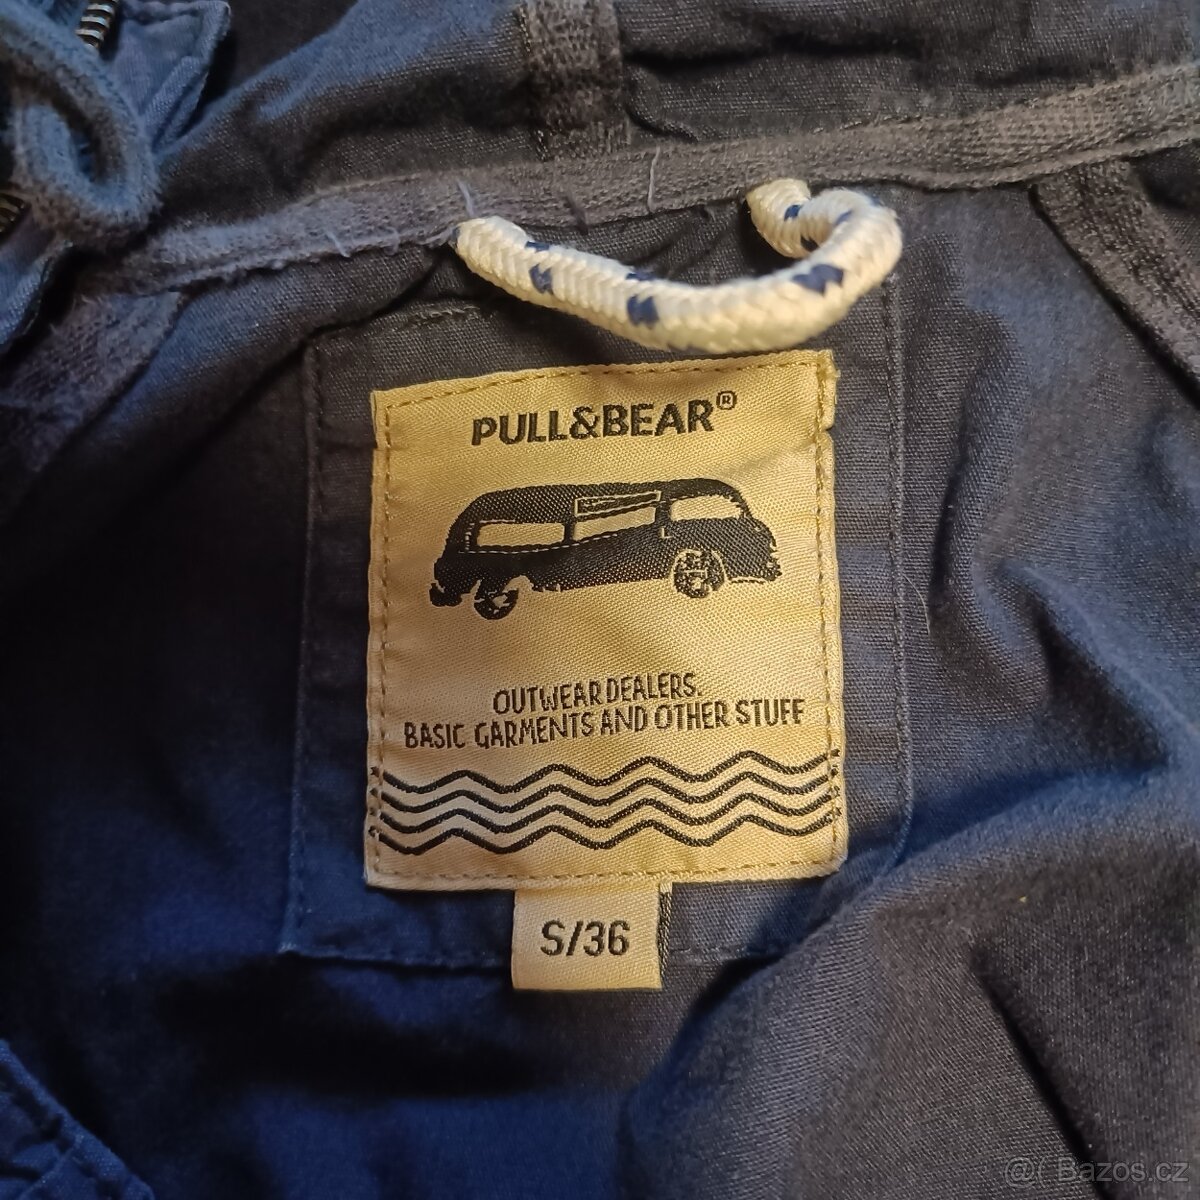 PULL&BEAR®
OUTWEAR DEALERS.
BASIC GARMENTS AND OTHER STUFF
S/36
@( Bazos.cz